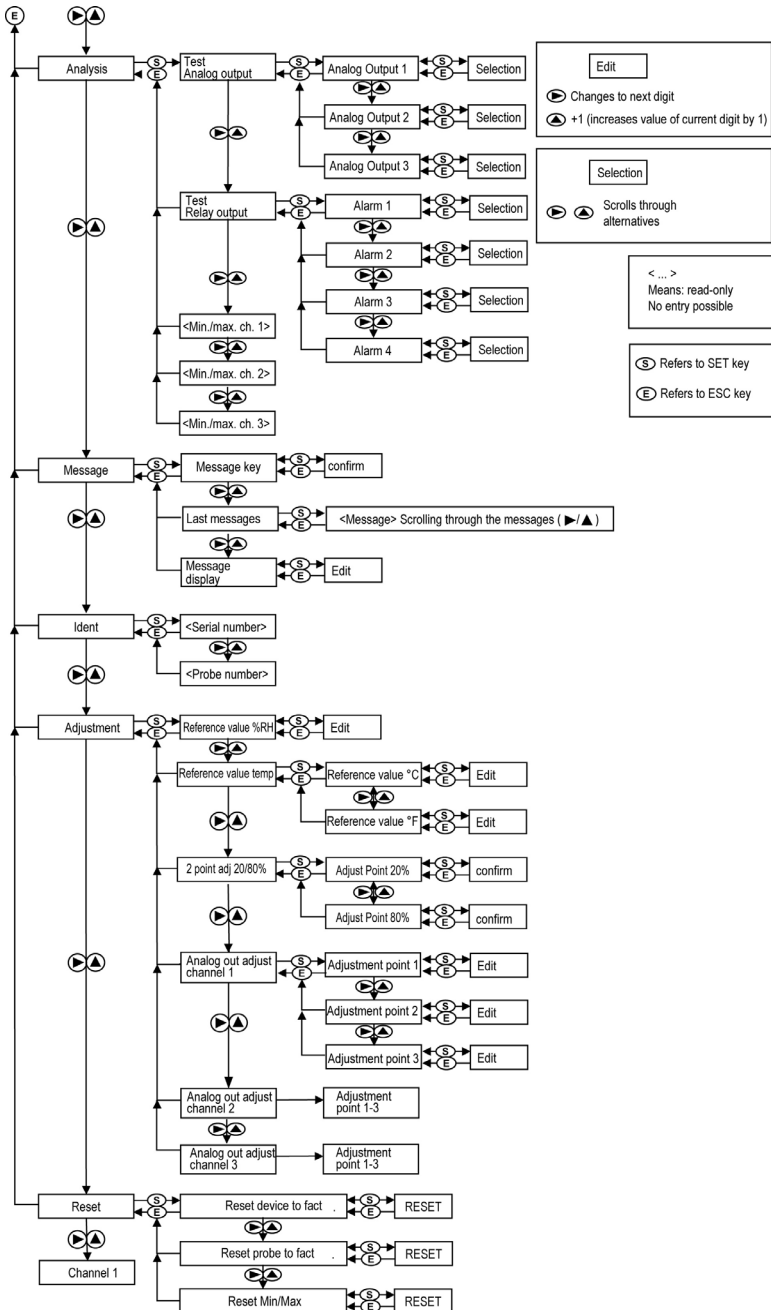 E
Analysis
S
E
Test
Analog output
S
E
Analog Output 1
S
E
Selection
Analog Output 2
S
E
Selection
Analog Output 3
S
E
Selection
Test
Relay output
S
E
Alarm 1
S
E
Selection
Alarm 2
S
E
Selection
Alarm 3
S
E
Selection
Alarm 4
S
E
Selection
<Min./max. ch. 1>
<Min./max. ch. 2>
<Min./max. ch. 3>
Edit
Changes to next digit
+1 (increases value of current digit by 1)
Selection
Scrolls through
alternatives
< ... >
Means: read-only
No entry possible
S Refers to SET key
E Refers to ESC key
Message
S
E
Message key
S
E
confirm
Last messages
S
E
<Message> Scrolling through the messages ( ▶/▲ )
Message
display
S
E
Edit
Ident
S
E
<Serial number>
<Probe number>
Adjustment
S
E
Reference value %RH
S
E
Edit
Reference value temp
S
E
Reference value °C
S
E
Edit
Reference value °F
S
E
Edit
2 point adj 20/80%
S
E
Adjust Point 20%
S
E
confirm
Adjust Point 80%
S
E
confirm
Analog out adjust
channel 1
S
E
Adjustment point 1
S
E
Edit
Adjustment point 2
S
E
Edit
Adjustment point 3
S
E
Edit
Analog out adjust
channel 2
Adjustment
point 1-3
Analog out adjust
channel 3
Adjustment
point 1-3
Reset
S
E
Reset device to fact .
S
E
RESET
Reset probe to fact .
S
E
RESET
Reset Min/Max
S
E
RESET
Channel 1